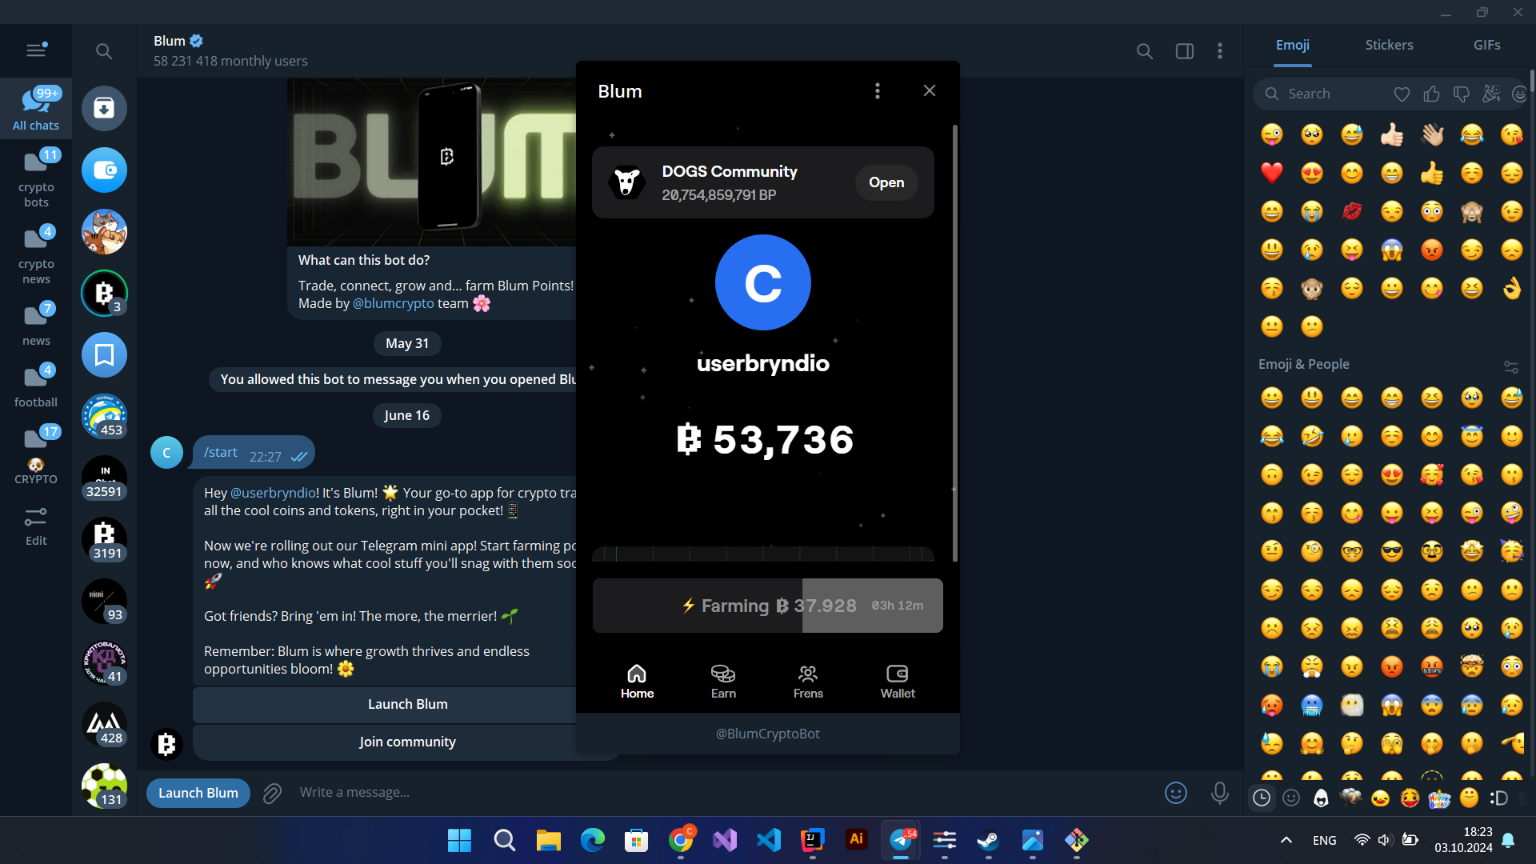 Blum
58 231 418 monthly users
Emoji
Stickers
GIFs
Search
99+
All chats
11
crypto
bots
4
crypto
news
7
news
4
football
17
CRYPTO
Edit
3
453
IN
32591
3191
93
41
428
131
BLUM
What can this bot do?
Trade, connect, grow and... farm Blum Points!
Made by @blumcrypto team 🌸
May 31
You allowed this bot to message you when you opened Blu
June 16
C
/start 22:27
Hey @userbryndio! It's Blum! 🌟 Your go-to app for crypto tra
all the cool coins and tokens, right in your pocket! 📱
Now we're rolling out our Telegram mini app! Start farming po
now, and who knows what cool stuff you'll snag with them soo
🚀
Got friends? Bring 'em in! The more, the merrier! 🌱
Remember: Blum is where growth thrives and endless
opportunities bloom! 🌼
Launch Blum
Join community
Launch Blum
Write a message...
Blum
DOGS Community
20,754,859,791 BP
Open
C
userbryndio
53,736
⚡ Farming 37.928 03h 12m
Home
Earn
Frens
Wallet
@BlumCryptoBot
Emoji & People
:D
C
IJ
Ai
54
ENG
18:23
03.10.2024